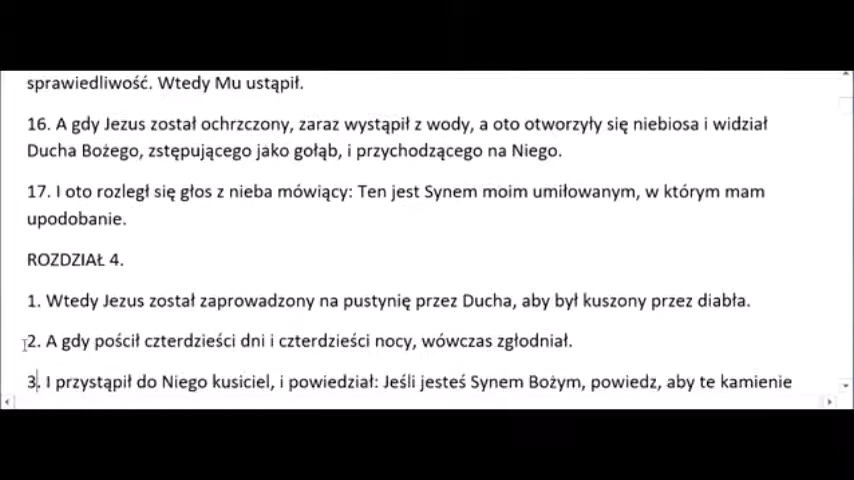 sprawiedliwość. Wtedy Mu ustąpił.
16. A gdy Jezus został ochrzczony, zaraz wystąpił z wody, a oto otworzyły się niebiosa i widział
Ducha Bożego, zstępującego jako gołąb, i przychodzącego na Niego.
17. I oto rozległ się głos z nieba mówiący: Ten jest Synem moim umiłowanym, w którym mam
upodobanie.
ROZDZIAŁ 4.
1. Wtedy Jezus został zaprowadzony na pustynię przez Ducha, aby był kuszony przez diabła.
2. A gdy pościł czterdzieści dni i czterdzieści nocy, wówczas zgłodniał.
3. I przystąpił do Niego kusiciel, i powiedział: Jeśli jesteś Synem Bożym, powiedz, aby te kamienie